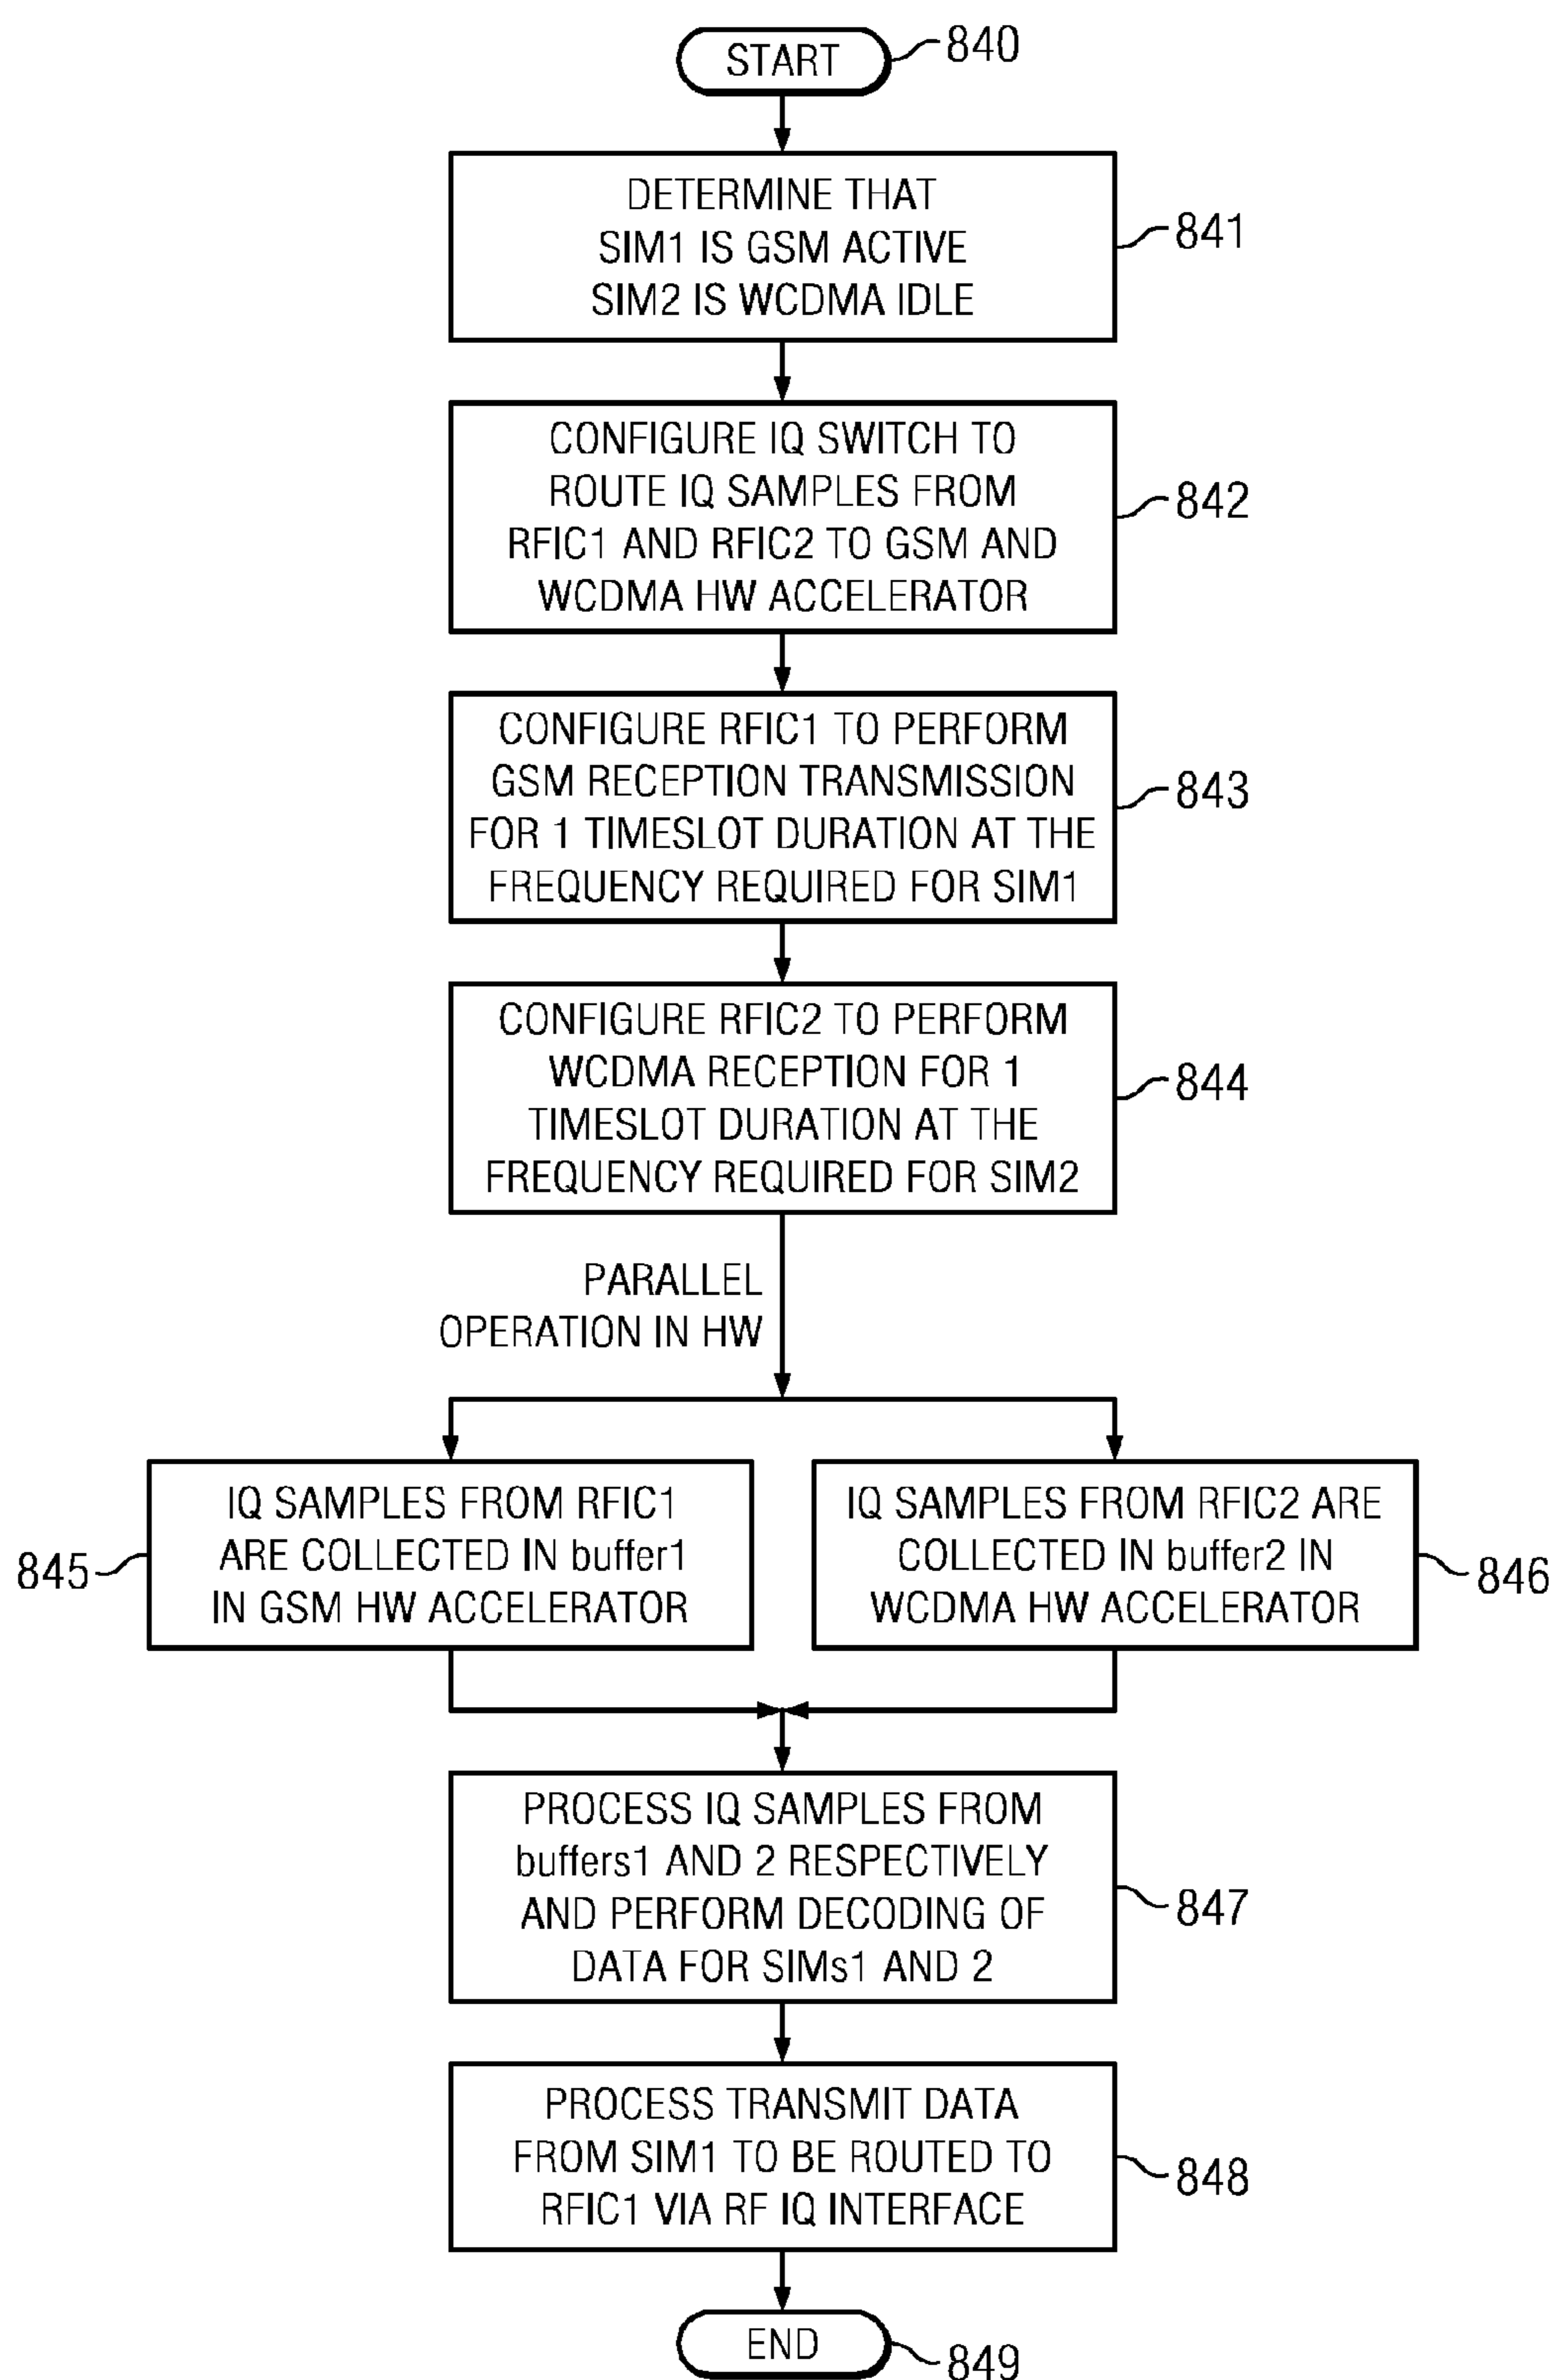 START
840
DETERMINE THAT
SIM1 IS GSM ACTIVE
SIM2 IS WCDMA IDLE
841
CONFIGURE IQ SWITCH TO
ROUTE IQ SAMPLES FROM
RFIC1 AND RFIC2 TO GSM AND
WCDMA HW ACCELERATOR
842
CONFIGURE RFIC1 TO PERFORM
GSM RECEPTION TRANSMISSION
FOR 1 TIMESLOT DURATION AT THE
FREQUENCY REQUIRED FOR SIM1
843
CONFIGURE RFIC2 TO PERFORM
WCDMA RECEPTION FOR 1
TIMESLOT DURATION AT THE
FREQUENCY REQUIRED FOR SIM2
844
PARALLEL
OPERATION IN HW
IQ SAMPLES FROM RFIC1
ARE COLLECTED IN buffer1
IN GSM HW ACCELERATOR
845
IQ SAMPLES FROM RFIC2 ARE
COLLECTED IN buffer2 IN
WCDMA HW ACCELERATOR
846
PROCESS IQ SAMPLES FROM
buffers1 AND 2 RESPECTIVELY
AND PERFORM DECODING OF
DATA FOR SIMs1 AND 2
847
PROCESS TRANSMIT DATA
FROM SIM1 TO BE ROUTED TO
RFIC1 VIA RF IQ INTERFACE
848
END
849